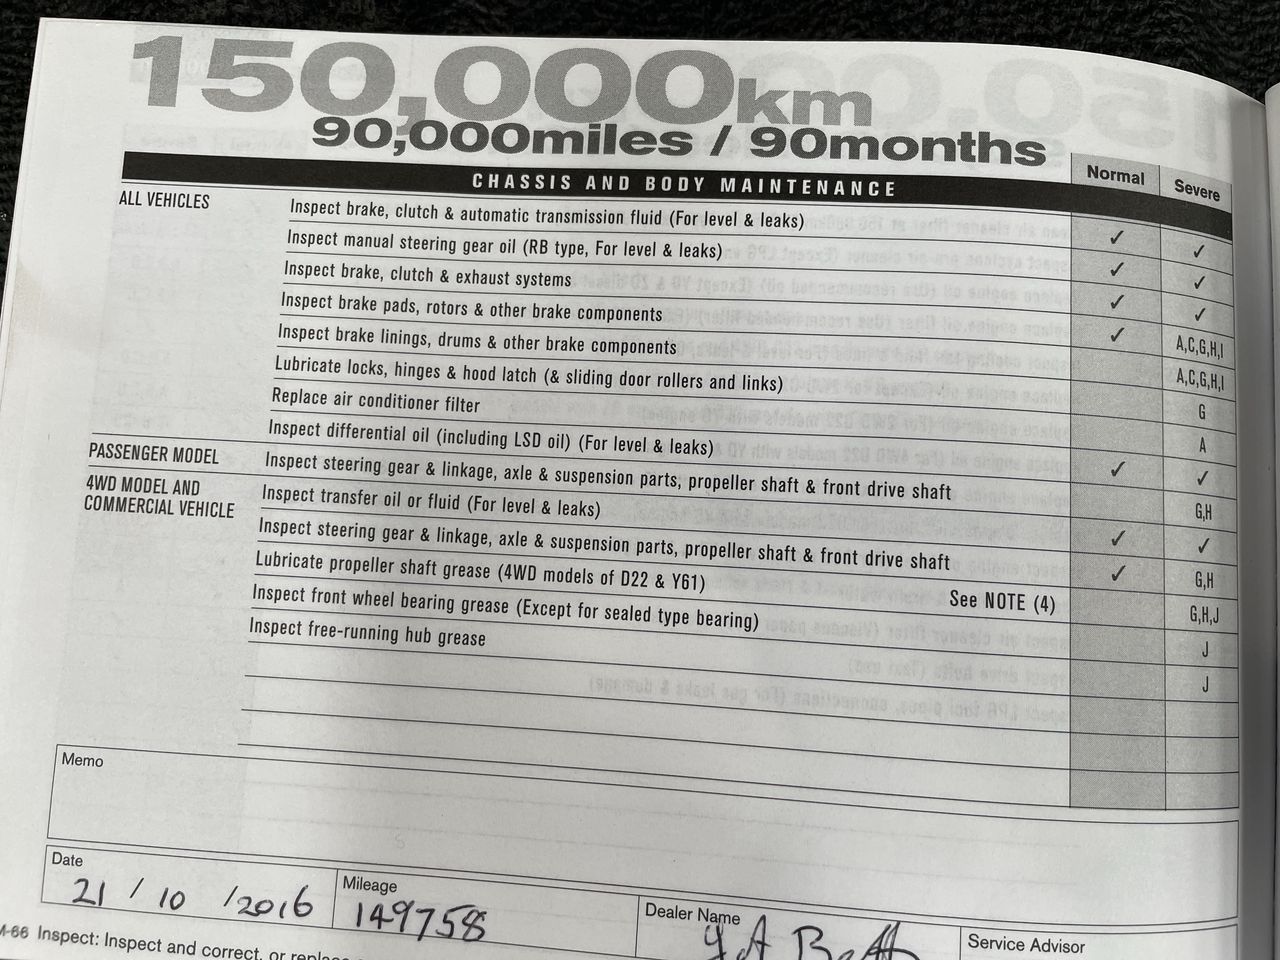 150,000km
90,000miles / 90months
CHASSIS AND BODY MAINTENANCE Normal Severe
ALL VEHICLES Inspect brake, clutch & automatic transmission fluid (For level & leaks) ✓ ✓
Inspect manual steering gear oil (RB type, For level & leaks) ✓ ✓
Inspect brake, clutch & exhaust systems ✓ ✓
Inspect brake pads, rotors & other brake components ✓ A,C,G,H,I
Inspect brake linings, drums & other brake components A,C,G,H,I
Lubricate locks, hinges & hood latch (& sliding door rollers and links) G
Replace air conditioner filter A
Inspect differential oil (including LSD oil) (For level & leaks) ✓ ✓
PASSENGER MODEL Inspect steering gear & linkage, axle & suspension parts, propeller shaft & front drive shaft G,H
4WD MODEL AND Inspect transfer oil or fluid (For level & leaks) ✓ ✓
COMMERCIAL VEHICLE Inspect steering gear & linkage, axle & suspension parts, propeller shaft & front drive shaft ✓ G,H
Lubricate propeller shaft grease (4WD models of D22 & Y61) See NOTE (4) G,H,J
Inspect front wheel bearing grease (Except for sealed type bearing) J
Inspect free-running hub grease J
Memo
Date 21 / 10 / 2016
Mileage 149758
Dealer Name
Service Advisor
M-66 Inspect: Inspect and correct, or replace